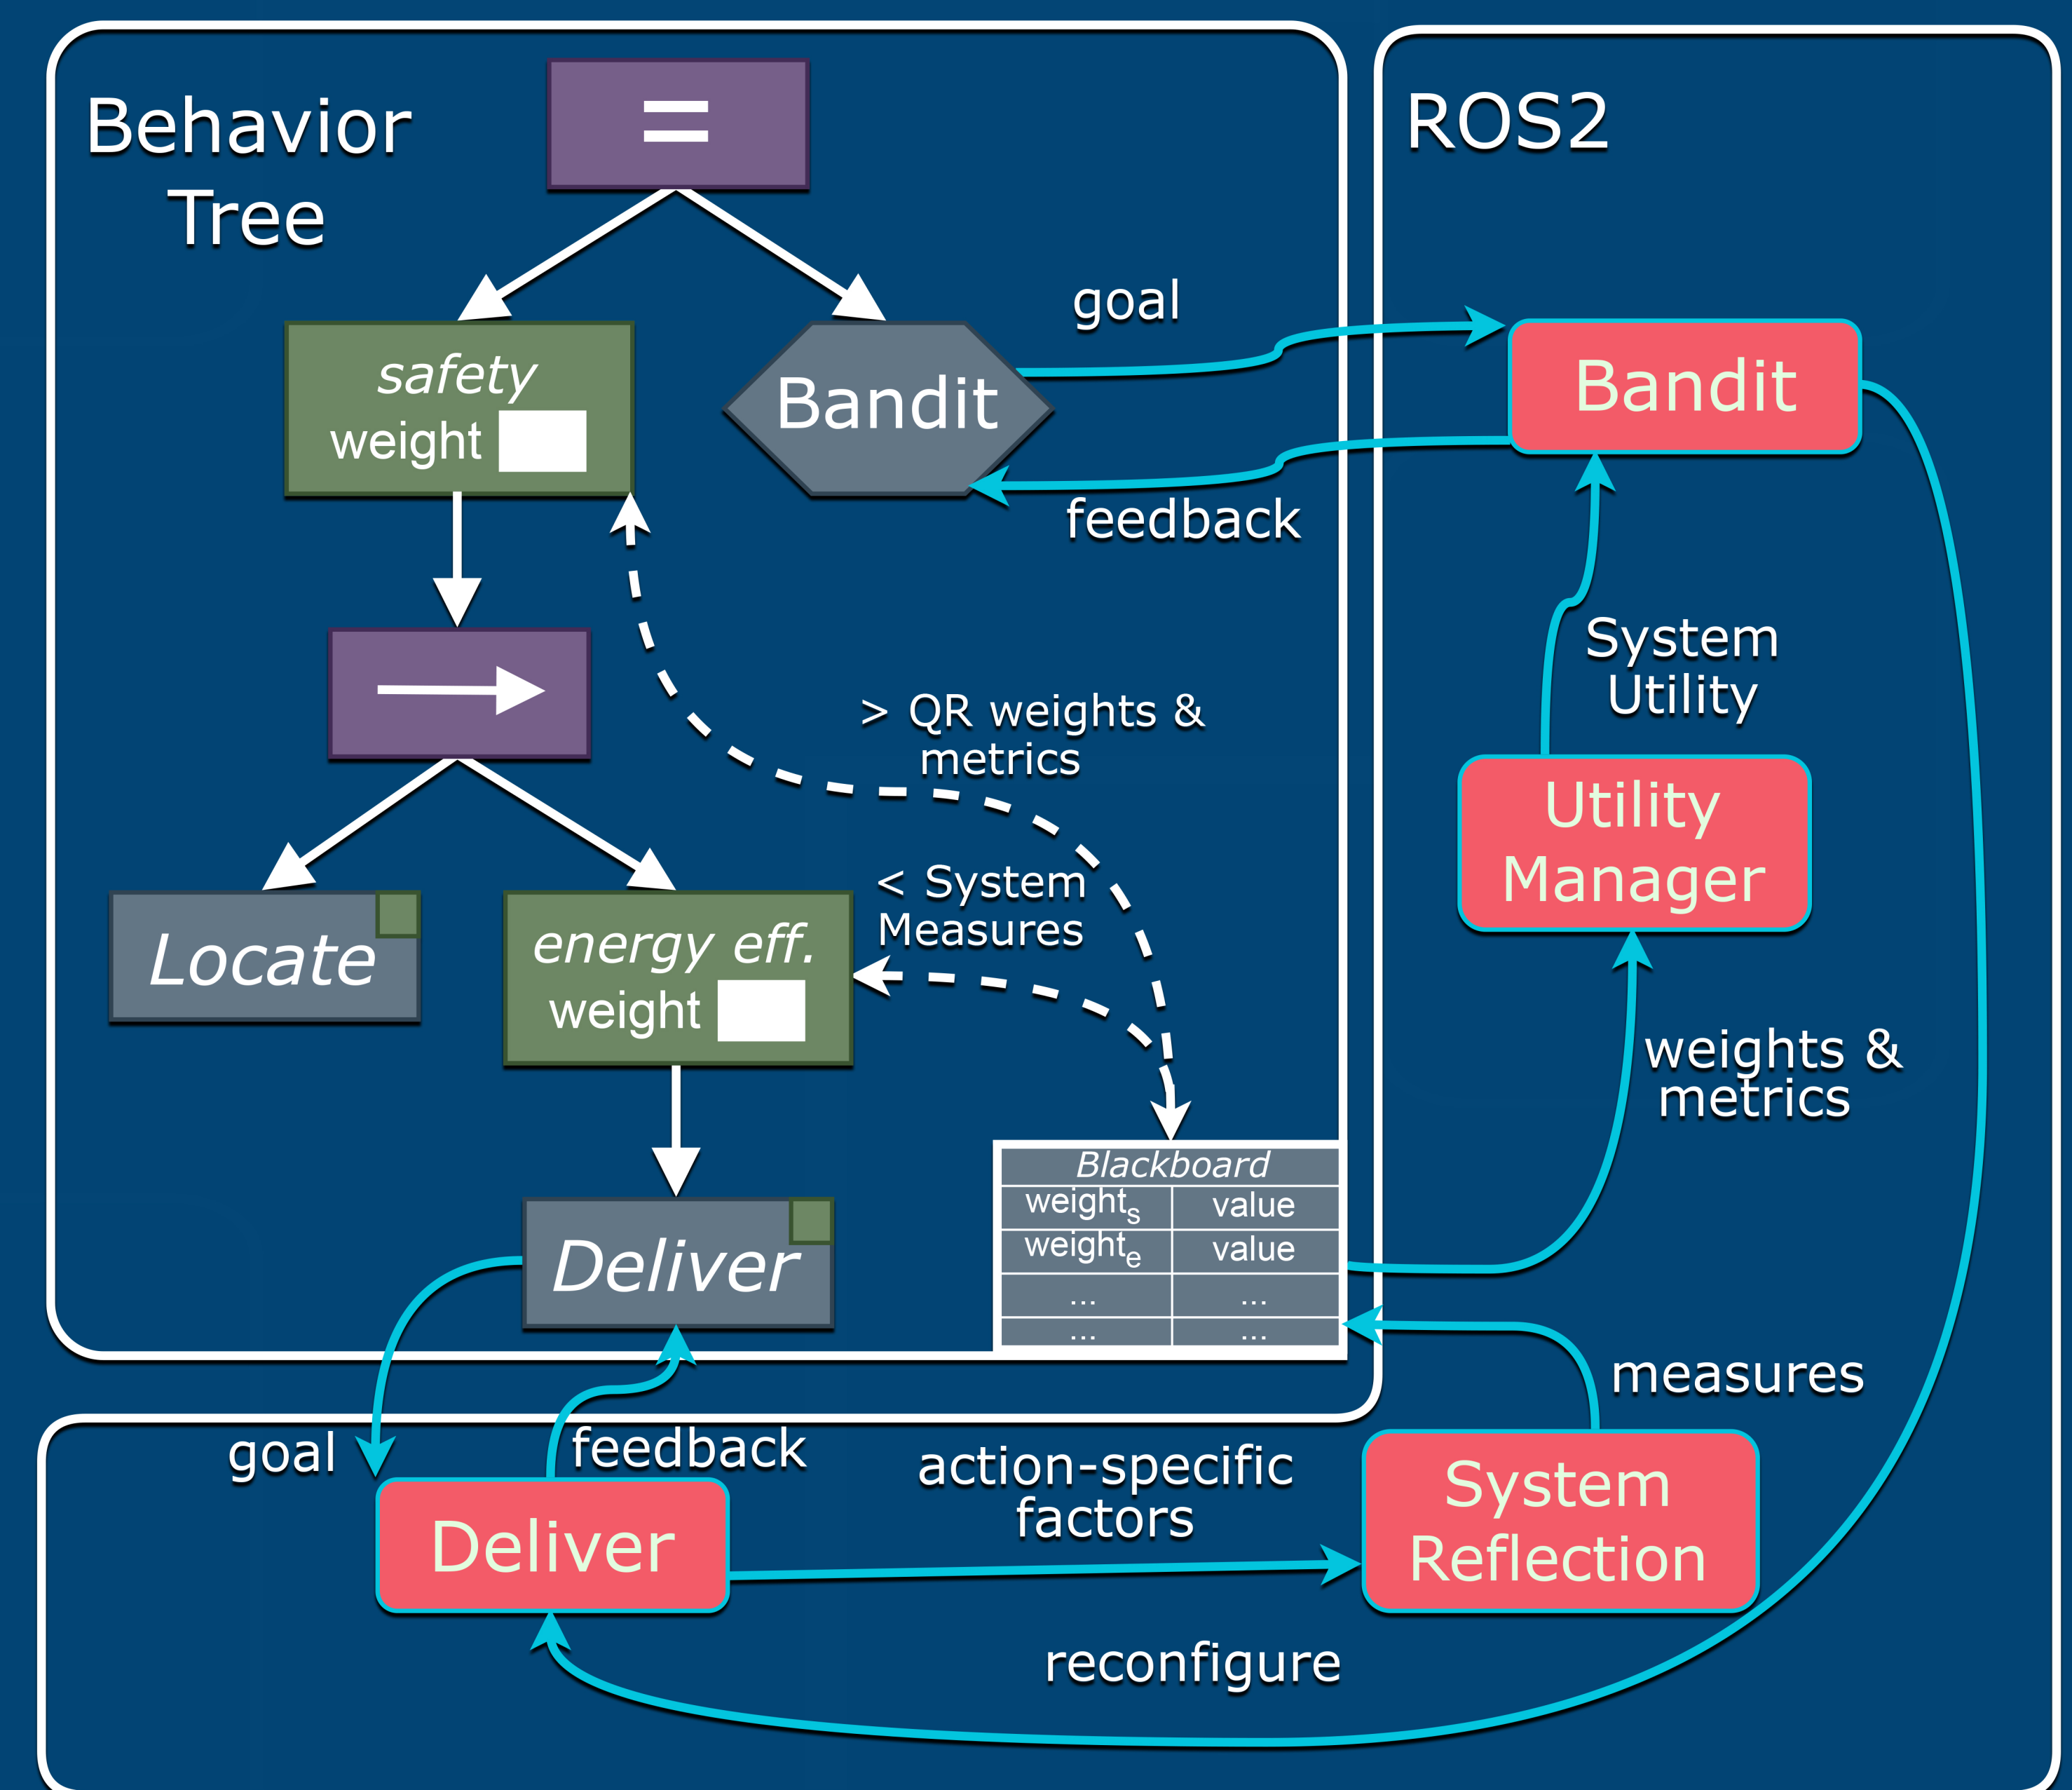 Behavior
Tree
=
ROS2
goal
safety
weight
Bandit
Bandit
feedback
System
Utility
> QR weights &
metrics
Utility
Manager
< System
Measures
Locate
energy eff.
weight
weights &
metrics
Blackboard
weights value
weighte value
... ...
... ...
Deliver
measures
goal
feedback
action-specific
factors
System
Reflection
Deliver
reconfigure